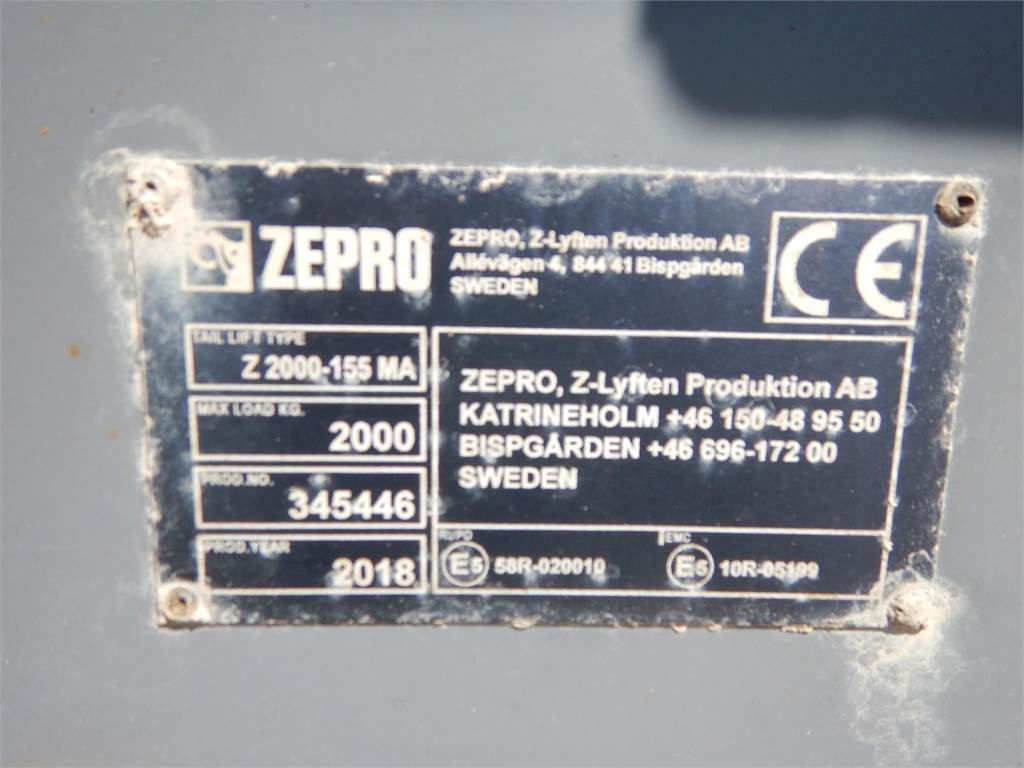 ZEPRO
ZEPRO, Z-Lyften Produktion AB
Allévägen 4, 844 41 Bispgården
SWEDEN
CE
TAIL LIFT TYPE
Z 2000-155 MA
MAX LOAD KG.
2000
PROD.NO.
345446
PROD.YEAR
2018
ZEPRO, Z-Lyften Produktion AB
KATRINEHOLM +46 150-48 95 50
BISPGÅRDEN +46 696-172 00
SWEDEN
RUPD
E5 58R-020010
EMC
E5 10R-05199